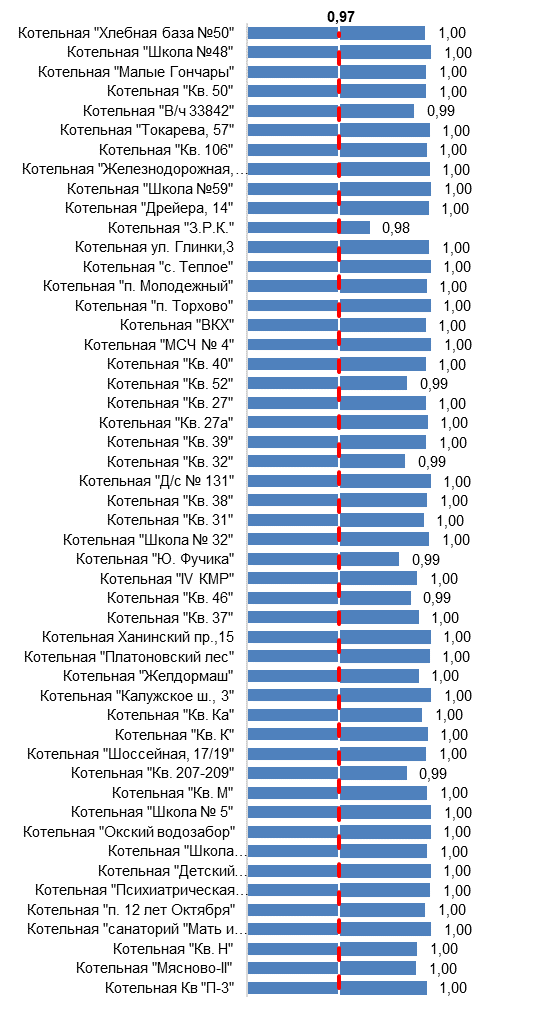 0,97
Котельная "Хлебная база №50" 1,00
Котельная "Школа №48" 1,00
Котельная "Малые Гончары" 1,00
Котельная "Кв. 50" 1,00
Котельная "В/ч 33842" 0,99
Котельная "Токарева, 57" 1,00
Котельная "Кв. 106" 1,00
Котельная "Железнодорожная,… 1,00
Котельная "Школа №59" 1,00
Котельная "Дрейера, 14" 1,00
Котельная "З.Р.К." 0,98
Котельная ул. Глинки,3 1,00
Котельная "с. Теплое" 1,00
Котельная "п. Молодежный" 1,00
Котельная "п. Торхово" 1,00
Котельная "ВКХ" 1,00
Котельная "МСЧ № 4" 1,00
Котельная "Кв. 40" 1,00
Котельная "Кв. 52" 0,99
Котельная "Кв. 27" 1,00
Котельная "Кв. 27а" 1,00
Котельная "Кв. 39" 1,00
Котельная "Кв. 32" 0,99
Котельная "Д/с № 131" 1,00
Котельная "Кв. 38" 1,00
Котельная "Кв. 31" 1,00
Котельная "Школа № 32" 1,00
Котельная "Ю. Фучика" 0,99
Котельная "IV КМР" 1,00
Котельная "Кв. 46" 0,99
Котельная "Кв. 37" 1,00
Котельная Ханинский пр.,15 1,00
Котельная "Платоновский лес" 1,00
Котельная "Желдормаш" 1,00
Котельная "Калужское ш., 3" 1,00
Котельная "Кв. Ка" 1,00
Котельная "Кв. К" 1,00
Котельная "Шоссейная, 17/19" 1,00
Котельная "Кв. 207-209" 0,99
Котельная "Кв. М" 1,00
Котельная "Школа № 5" 1,00
Котельная "Окский водозабор" 1,00
Котельная "Школа… 1,00
Котельная "Детский… 1,00
Котельная "Психиатрическая… 1,00
Котельная "п. 12 лет Октября" 1,00
Котельная "санаторий "Мать и… 1,00
Котельная "Кв. Н" 1,00
Котельная "Мясново-II" 1,00
Котельная Кв "П-3" 1,00